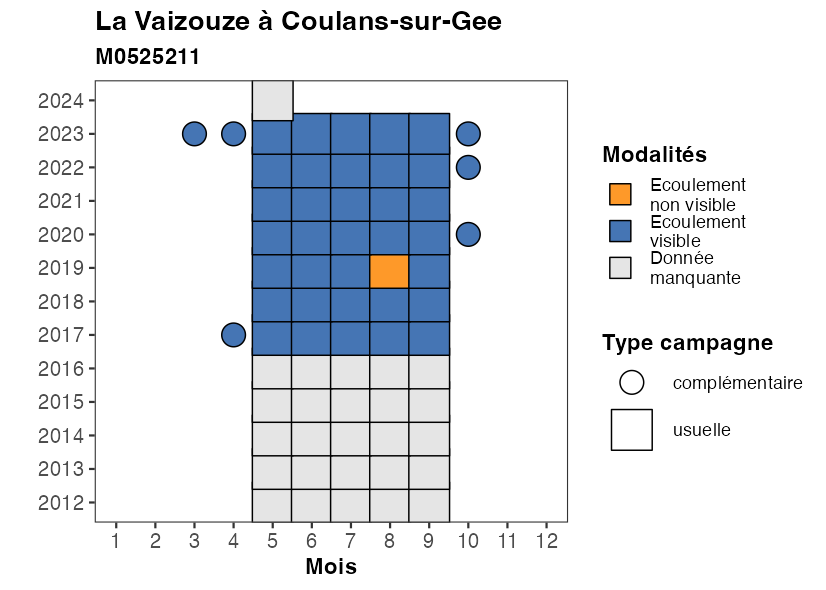 La Vaizouze à Coulans-sur-Gee
M0525211
2024
2023
2022
2021
2020
2019
2018
2017
2016
2015
2014
2013
2012
1 2 3 4 5 6 7 8 9 10 11 12
Mois
Modalités
Ecoulement
non visible
Ecoulement
visible
Donnée
manquante
Type campagne
complémentaire
usuelle